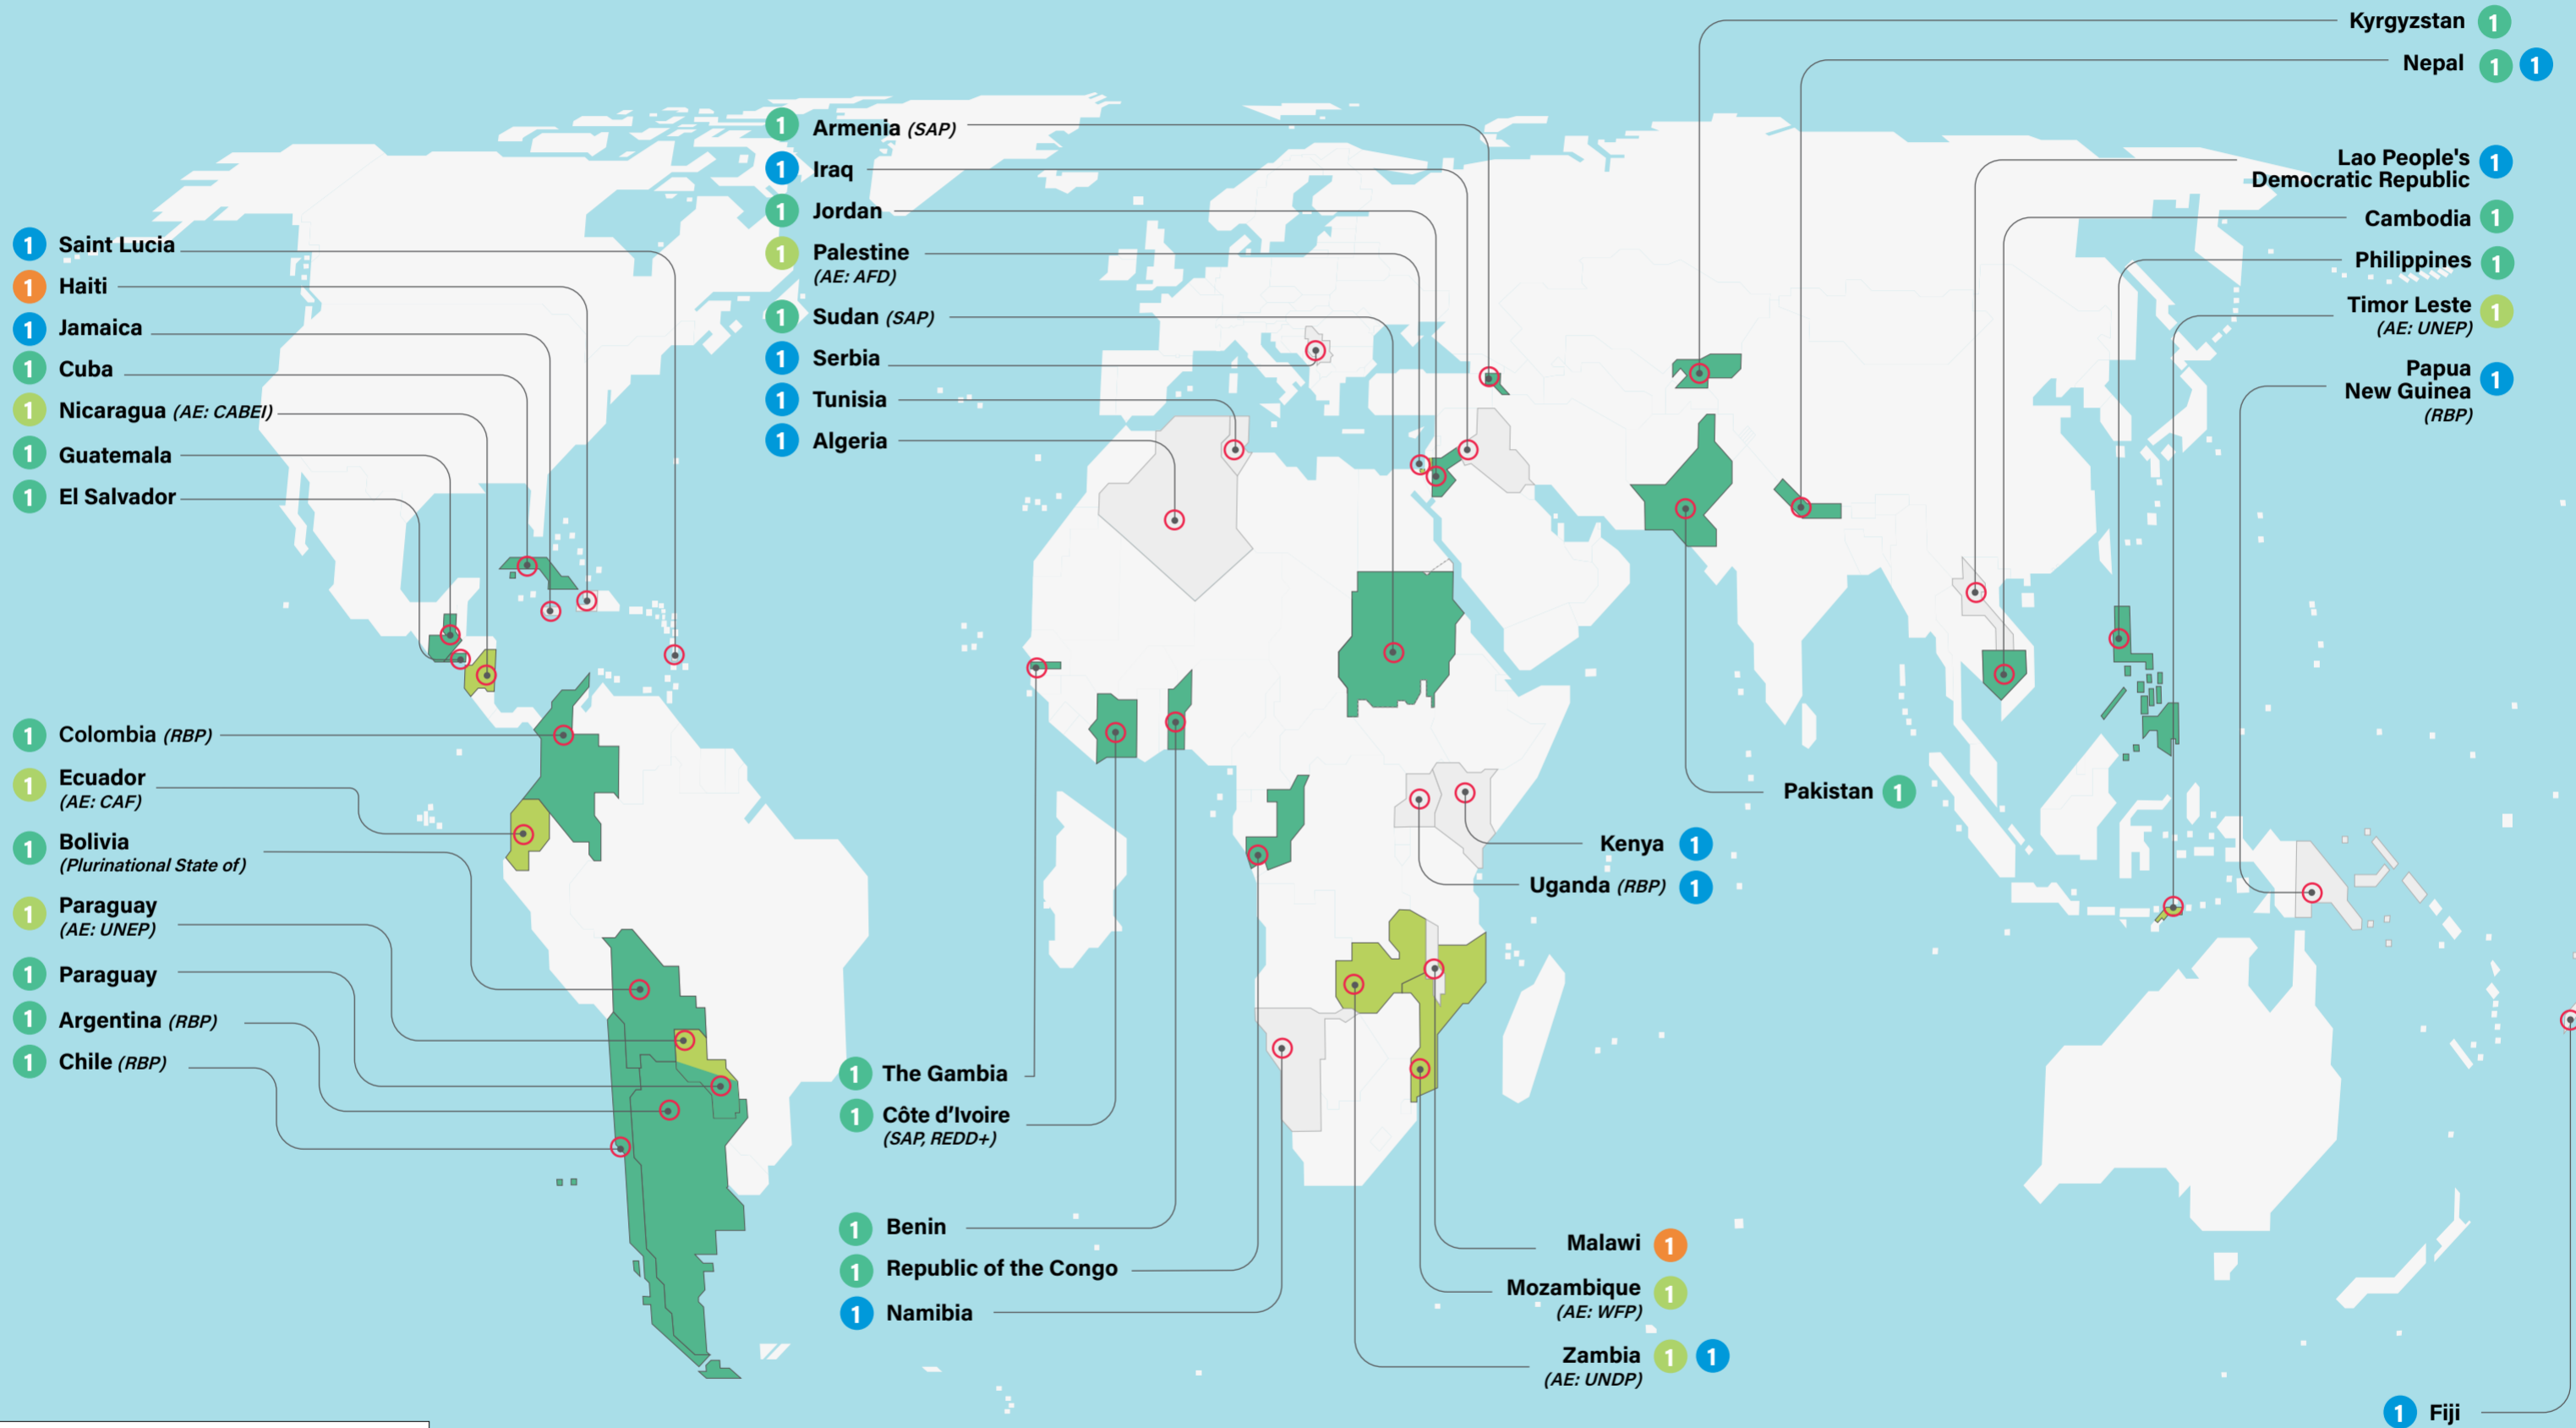 Kyrgyzstan 1
Nepal 1 1
1 Armenia (SAP)
1 Iraq
1 Jordan
1 Palestine
(AE: AFD)
1 Sudan (SAP)
1 Serbia
1 Tunisia
1 Algeria
Lao People's 1
Democratic Republic
Cambodia 1
Philippines 1
Timor Leste 1
(AE: UNEP)
Papua
New Guinea 1
(RBP)
1 Saint Lucia
1 Haiti
1 Jamaica
1 Cuba
1 Nicaragua (AE: CABEI)
1 Guatemala
1 El Salvador
1 Colombia (RBP)
1 Ecuador
(AE: CAF)
1 Bolivia
(Plurinational State of)
1 Paraguay
(AE: UNEP)
1 Paraguay
1 Argentina (RBP)
1 Chile (RBP)
Pakistan 1
Kenya 1
Uganda (RBP) 1
1 The Gambia
1 Côte d’Ivoire
(SAP, REDD+)
1 Benin
1 Republic of the Congo
1 Namibia
Malawi 1
Mozambique 1
(AE: WFP)
Zambia 1 1
(AE: UNDP)
1 Fiji